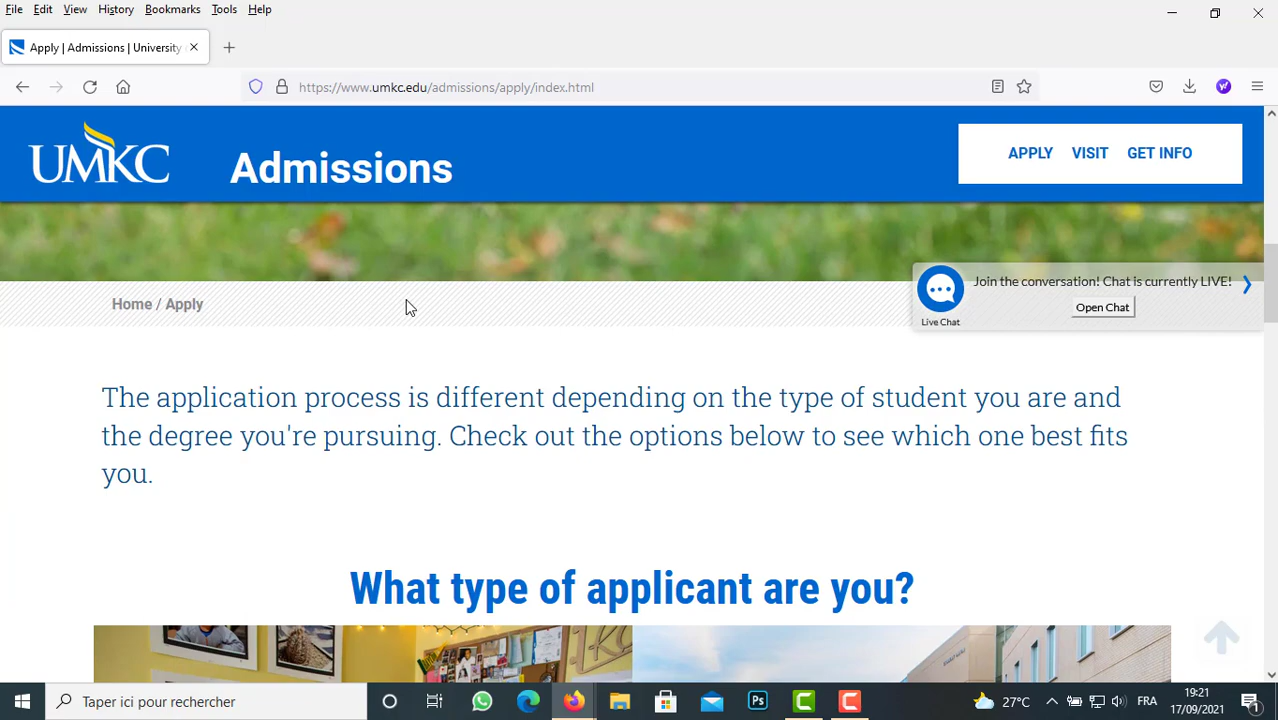 File Edit View History Bookmarks Tools Help
Apply | Admissions | University
https://www.umkc.edu/admissions/apply/index.html
UMKC
Admissions
APPLY VISIT GET INFO
Join the conversation! Chat is currently LIVE!
Open Chat
Live Chat
Home / Apply
The application process is different depending on the type of student you are and
the degree you're pursuing. Check out the options below to see which one best fits
you.
What type of applicant are you?
Taper ici pour rechercher
Ps
27°C
FRA
19:21
17/09/2021
1